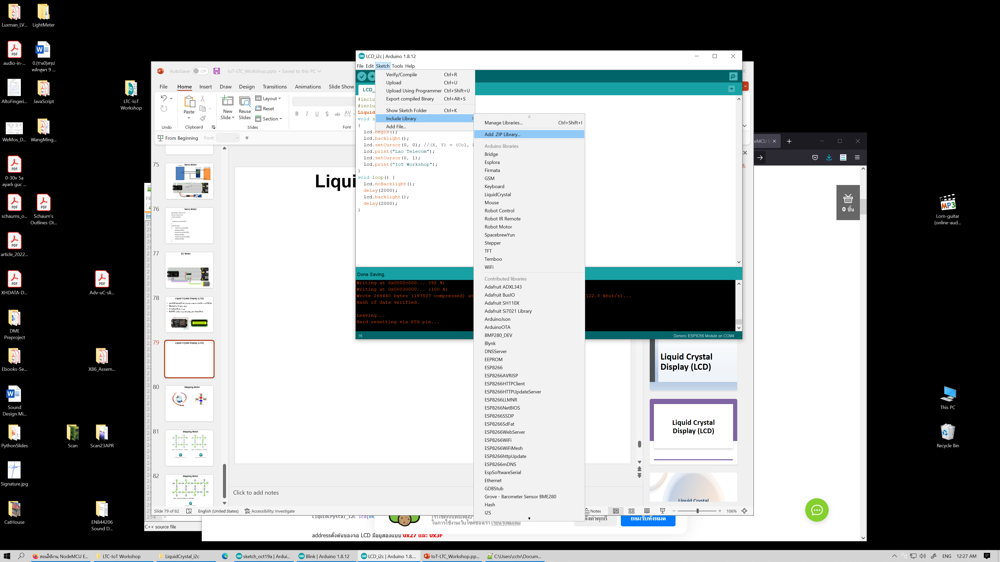 Luxman_LV...
LightMeter
audio-in-...
0.(ร่าง0)สรุป
หลักสูตร 9 ...
AltoFingeri...
JavaScript
LTC-IoT
Workshop
WeMos_D...
WangMing...
0-30v 5a
ayarlı guc ...
schaums_o...
Schaum's
Outlines-Di...
article_2022...
XHDATA-D...
Adv-uC-sli...
DME
Preproject
Ebooks-Se...
X86_Assem...
Sound
Design Mi...
PythonSlides
Scan
Scan23APR
Signature.jpg
CatHouse
EN844206
Sound D...
Lom-guitar
(online-aud...
This PC
Recycle Bin
AutoSave
Off
IoT-LTC_Workshop.pptx • Saved to this PC
File
Home
Insert
Draw
Design
Transitions
Animations
Slide Show
Undo
Paste
Clipboard
New
Slide
Reuse
Slides
Layout
Reset
Section
Slides
Font
From Beginning
Font:
75
Servo Motor
76
Servo Motor
77
DC Motor
78
Liquid Crystal Display (LCD)
79
Liquid Crystal Display (LCD)
80
Stepping Motor
81
Stepping Motor
82
Stepping Motor
Liqui
Click to add notes
Slide 79 of 82
English (United States)
Accessibility: Investigate
Notes
106%
254
C++ source file
LCD_i2c | Arduino 1.8.12
File Edit Sketch Tools Help
LCD_
Verify/Compile Ctrl+R
Upload Ctrl+U
Upload Using Programmer Ctrl+Shift+U
Export compiled Binary Ctrl+Alt+S
Show Sketch Folder Ctrl+K
Include Library
Add File...
#inclu
#inclu
Liquid
void s
{
lcd.begin();
lcd.backlight();
lcd.setCursor(0, 0); //(X, Y) = (Col,
lcd.print("Lao Telecom");
lcd.setCursor(0, 1);
lcd.print("IoT Workshop");
}
void loop() {
lcd.noBacklight();
delay(2000);
lcd.backlight();
delay(2000);
}
Manage Libraries... Ctrl+Shift+I
Add .ZIP Library...
Arduino libraries
Bridge
Esplora
Firmata
GSM
Keyboard
LiquidCrystal
Mouse
Robot Control
Robot IR Remote
Robot Motor
SpacebrewYun
Stepper
TFT
Temboo
WiFi
Contributed libraries
Adafruit ADXL343
Adafruit BusIO
Adafruit SH110X
Adafruit Si7021 Library
ArduinoJson
ArduinoOTA
BMP280_DEV
Blynk
DNSServer
EEPROM
ESP8266
ESP8266AVRISP
ESP8266HTTPClient
ESP8266HTTPUpdateServer
ESP8266LLMNR
ESP8266NetBIOS
ESP8266SSDP
ESP8266SdFat
ESP8266WebServer
ESP8266WiFi
ESP8266WiFiMesh
ESP8266httpUpdate
ESP8266mDNS
EspSoftwareSerial
Ethernet
GDBStub
Grove - Barometer Sensor BME280
Hash
I2S
Done Saving.
Writing at 0x0002c000... (92 %)
Writing at 0x00030000... (100 %)
Wrote 269440 bytes (197807 compressed) at
122.8 kbit/s)...
Hash of data verified.
Leaving...
Hard resetting via RTS pin...
16
Generic ESP8266 Module on COM4
Liquid Crystal
Display (LCD)
Liquid Crystal
Display (LCD)
Liquid Crystal
eMCU E
0 ชิ้น
LiquidCrystal_I2C lcd(0x
ในการใช้งานเว็บไซต์ของเรา เรียนรู้เพิ่มเติม
ยอมรับทั้งหมด
addressตั้งต้นของจอ LCD มีอยู่สองแบบ 0x27 และ 0x3F
สอนใช้งาน NodeMCU E...
LTC-IoT Workshop
LiquidCrystal_i2c
sketch_oct19a | Ardui...
Blink | Arduino 1.8.12
LCD_i2c | Arduino 1.8....
IoT-LTC_Workshop.pp...
C:\Users\cctv\Docum...
ENG
12:27 AM